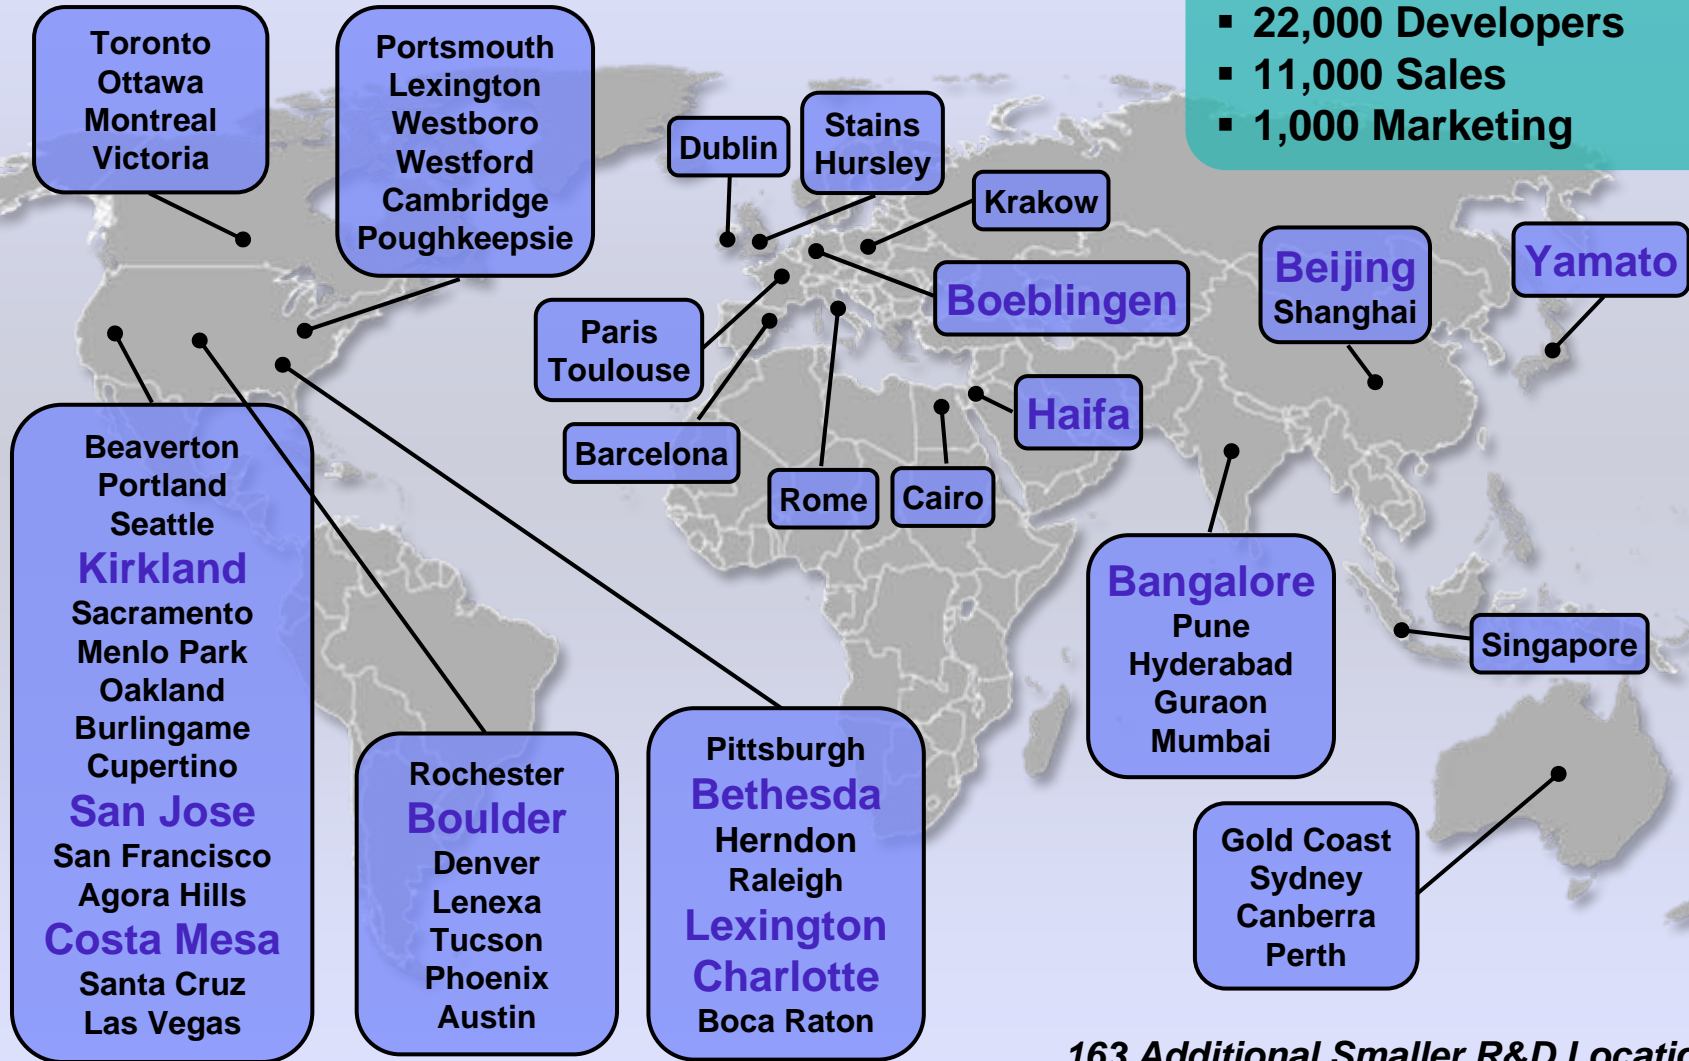 ▪ 22,000 Developers
▪ 11,000 Sales
▪ 1,000 Marketing
Toronto
Ottawa
Montreal
Victoria
Portsmouth
Lexington
Westboro
Westford
Cambridge
Poughkeepsie
Dublin
Stains
Hursley
Krakow
Boeblingen
Beijing
Shanghai
Yamato
Paris
Toulouse
Barcelona
Rome
Cairo
Haifa
Beaverton
Portland
Seattle
Kirkland
Sacramento
Menlo Park
Oakland
Burlingame
Cupertino
San Jose
San Francisco
Agora Hills
Costa Mesa
Santa Cruz
Las Vegas
Rochester
Boulder
Denver
Lenexa
Tucson
Phoenix
Austin
Pittsburgh
Bethesda
Herndon
Raleigh
Lexington
Charlotte
Boca Raton
Bangalore
Pune
Hyderabad
Guraon
Mumbai
Singapore
Gold Coast
Sydney
Canberra
Perth
163 Additional Smaller R&D Locatio